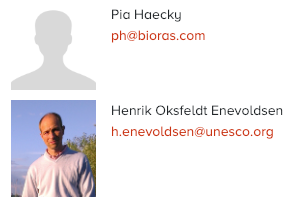 Pia Haecky
ph@bioras.com
Henrik Oksfeldt Enevoldsen
h.enevoldsen@unesco.org